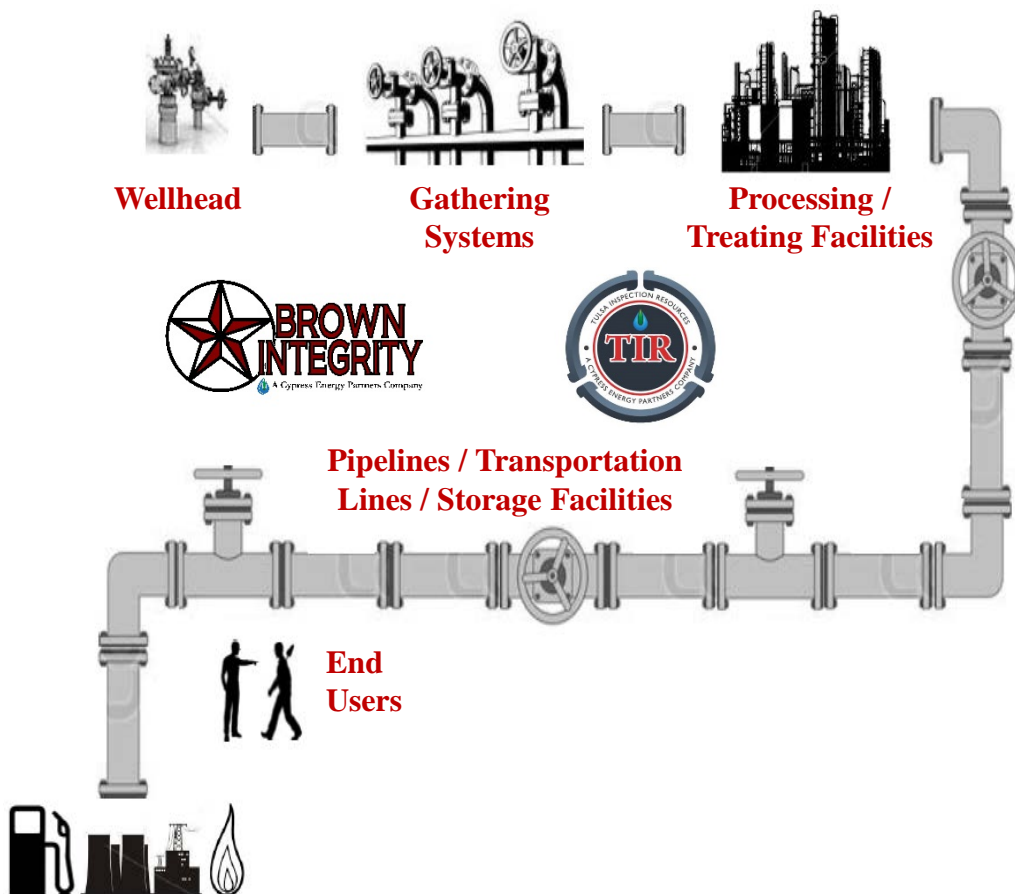 Wellhead
Gathering
Systems
Processing /
Treating Facilities
BROWN
INTEGRITY
A Cypress Energy Partners Company
TULSA INSPECTION RESOURCES
TIR
A CYPRESS ENERGY PARTNERS COMPANY
Pipelines / Transportation
Lines / Storage Facilities
End
Users